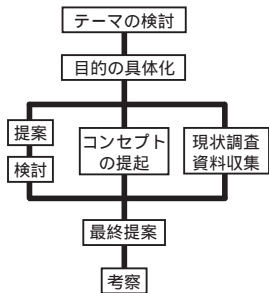 テーマの検討
目的の具体化
提案
検討
コンセプト
の提起
現状調査
資料収集
最終提案
考察